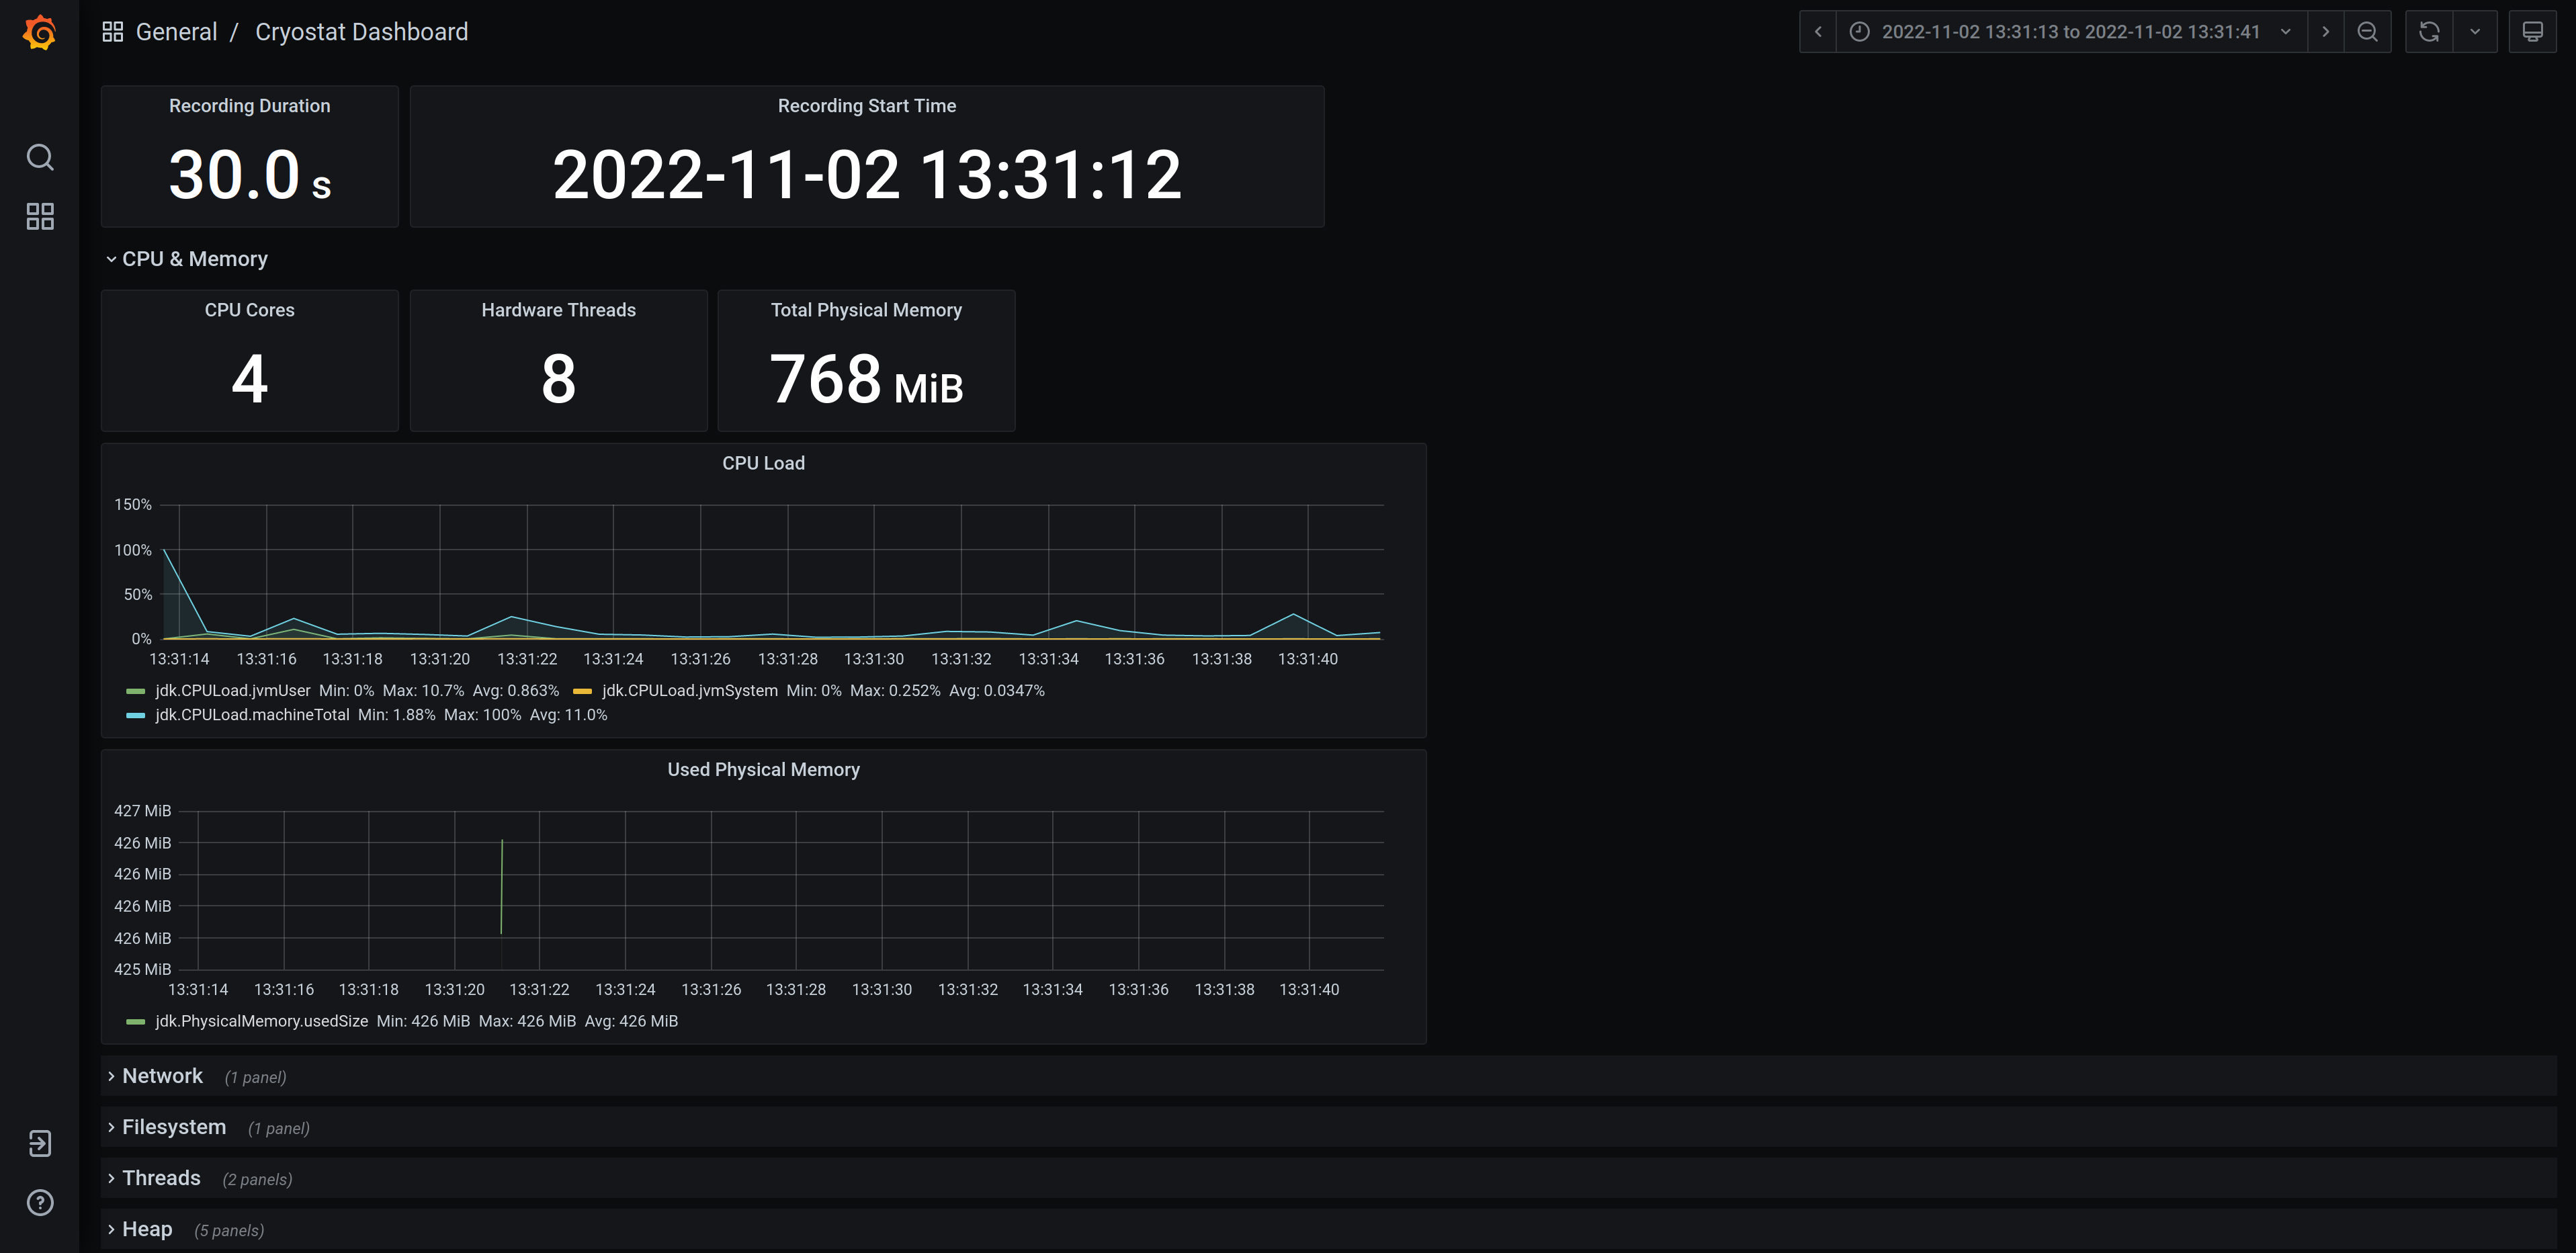 General / Cryostat Dashboard
2022-11-02 13:31:13 to 2022-11-02 13:31:41
Recording Duration
30.0 s
Recording Start Time
2022-11-02 13:31:12
CPU & Memory
CPU Cores
4
Hardware Threads
8
Total Physical Memory
768 MiB
CPU Load
150%
100%
50%
0%
13:31:14 13:31:16 13:31:18 13:31:20 13:31:22 13:31:24 13:31:26 13:31:28 13:31:30 13:31:32 13:31:34 13:31:36 13:31:38 13:31:40
jdk.CPULoad.jvmUser Min: 0% Max: 10.7% Avg: 0.863% jdk.CPULoad.jvmSystem Min: 0% Max: 0.252% Avg: 0.0347%
jdk.CPULoad.machineTotal Min: 1.88% Max: 100% Avg: 11.0%
Used Physical Memory
427 MiB
426 MiB
426 MiB
426 MiB
426 MiB
425 MiB
13:31:14 13:31:16 13:31:18 13:31:20 13:31:22 13:31:24 13:31:26 13:31:28 13:31:30 13:31:32 13:31:34 13:31:36 13:31:38 13:31:40
jdk.PhysicalMemory.usedSize Min: 426 MiB Max: 426 MiB Avg: 426 MiB
Network (1 panel)
Filesystem (1 panel)
Threads (2 panels)
Heap (5 panels)